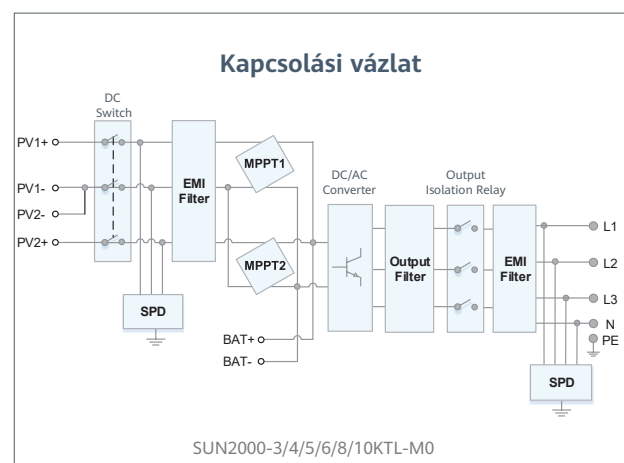 Kapcsolási vázlat
DC
Switch
PV1+
PV1-
PV2-
PV2+
EMI
Filter
SPD
MPPT1
MPPT2
BAT+
BAT-
DC/AC
Converter
Output
Filter
Output
Isolation Relay
EMI
Filter
L1
L2
L3
N
PE
SPD
SUN2000-3/4/5/6/8/10KTL-M0